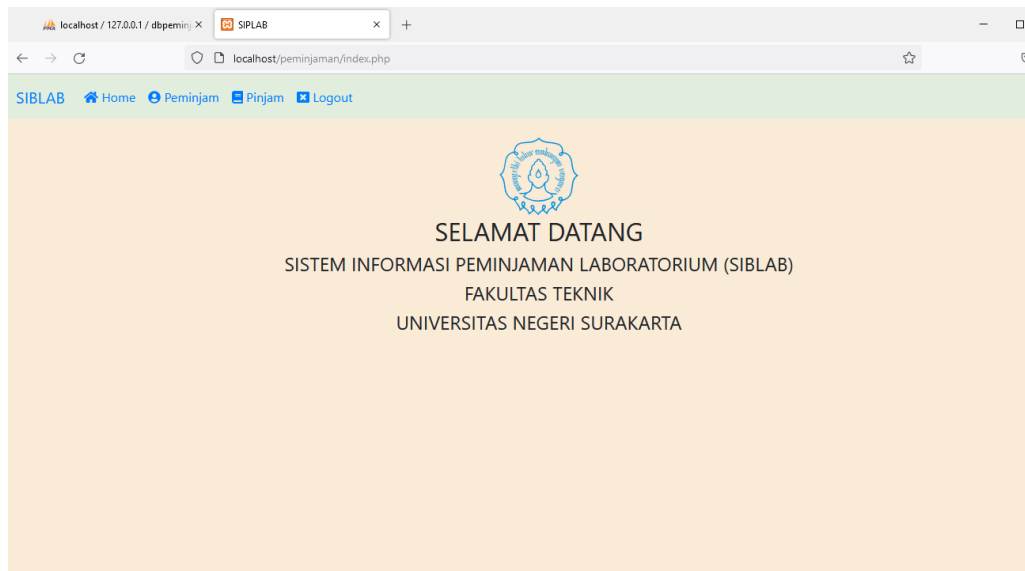 localhost / 127.0.0.1 / dbpeminj
SIPLAB
localhost/peminjaman/index.php
SIBLAB Home Peminjam Pinjam Logout
SELAMAT DATANG
SISTEM INFORMASI PEMINJAMAN LABORATORIUM (SIBLAB)
FAKULTAS TEKNIK
UNIVERSITAS NEGERI SURAKARTA